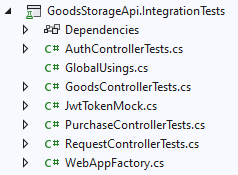 GoodsStorageApi.IntegrationTests
Dependencies
C# AuthControllerTests.cs
C# GlobalUsings.cs
C# GoodsControllerTests.cs
C# JwtTokenMock.cs
C# PurchaseControllerTests.cs
C# RequestControllerTests.cs
C# WebAppFactory.cs